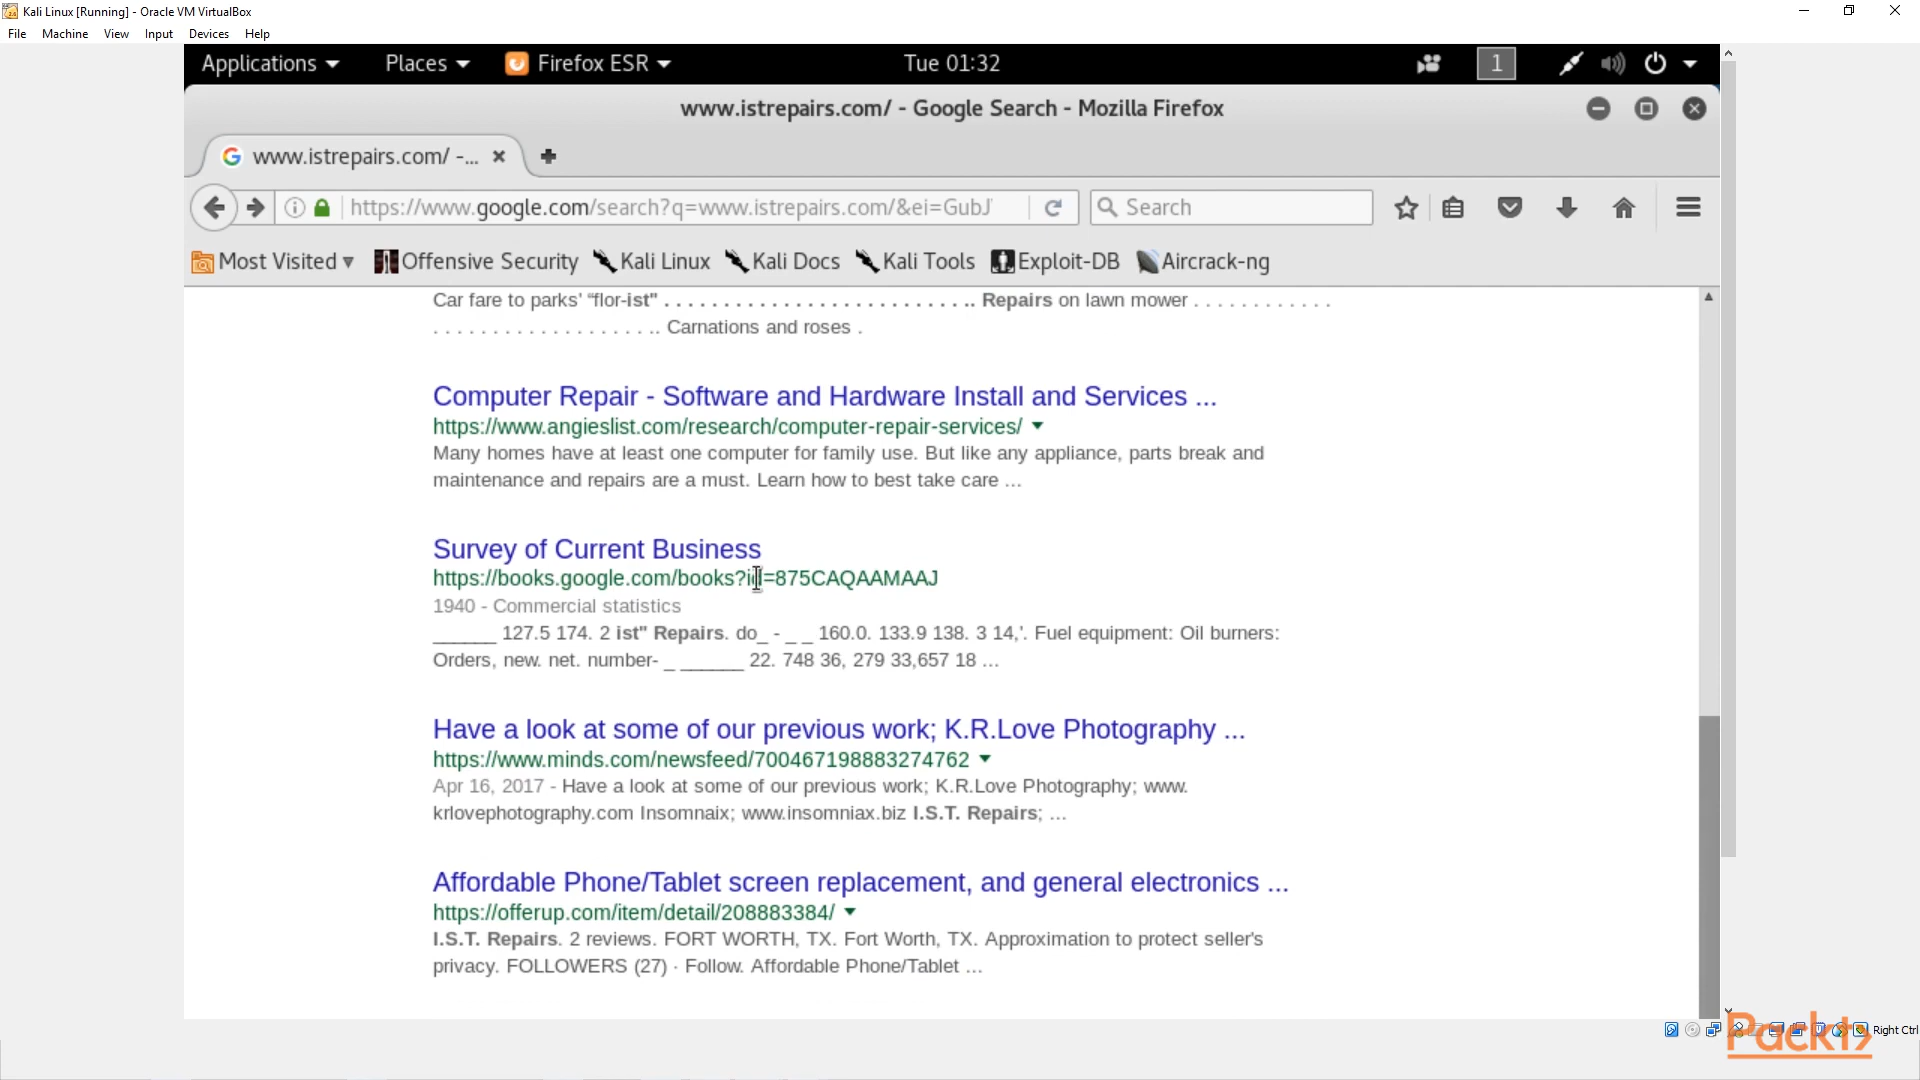 Kali Linux [Running] - Oracle VM VirtualBox
File Machine View Input Devices Help
Applications Places Firefox ESR Tue 01:32 1
www.istrepairs.com/ - Google Search - Mozilla Firefox
www.istrepairs.com/ -...
https://www.google.com/search?q=www.istrepairs.com/&ei=GubJ Search
Most Visited Offensive Security Kali Linux Kali Docs Kali Tools Exploit-DB Aircrack-ng
Car fare to parks' “flor-ist" . . . . . . . . . . . . . . . . . . . . . . . . . .. Repairs on lawn mower . . . . . . . . . . . .
. . . . . . . . . . . . . . . . . . .. Carnations and roses .
Computer Repair - Software and Hardware Install and Services ...
https://www.angieslist.com/research/computer-repair-services/
Many homes have at least one computer for family use. But like any appliance, parts break and
maintenance and repairs are a must. Learn how to best take care ...
Survey of Current Business
https://books.google.com/books?id=875CAQAAMAAJ
1940 - Commercial statistics
______ 127.5 174. 2 ist" Repairs. do_ - _ _ 160.0. 133.9 138. 3 14,'. Fuel equipment: Oil burners:
Orders, new. net. number- _ ______ 22. 748 36, 279 33,657 18 ...
Have a look at some of our previous work; K.R.Love Photography ...
https://www.minds.com/newsfeed/700467198883274762
Apr 16, 2017 - Have a look at some of our previous work; K.R.Love Photography; www.
krlovephotography.com Insomnaix; www.insomniax.biz I.S.T. Repairs; ...
Affordable Phone/Tablet screen replacement, and general electronics ...
https://offerup.com/item/detail/208883384/
I.S.T. Repairs. 2 reviews. FORT WORTH, TX. Fort Worth, TX. Approximation to protect seller's
privacy. FOLLOWERS (27) · Follow. Affordable Phone/Tablet ...
Right Ctrl
Packt>